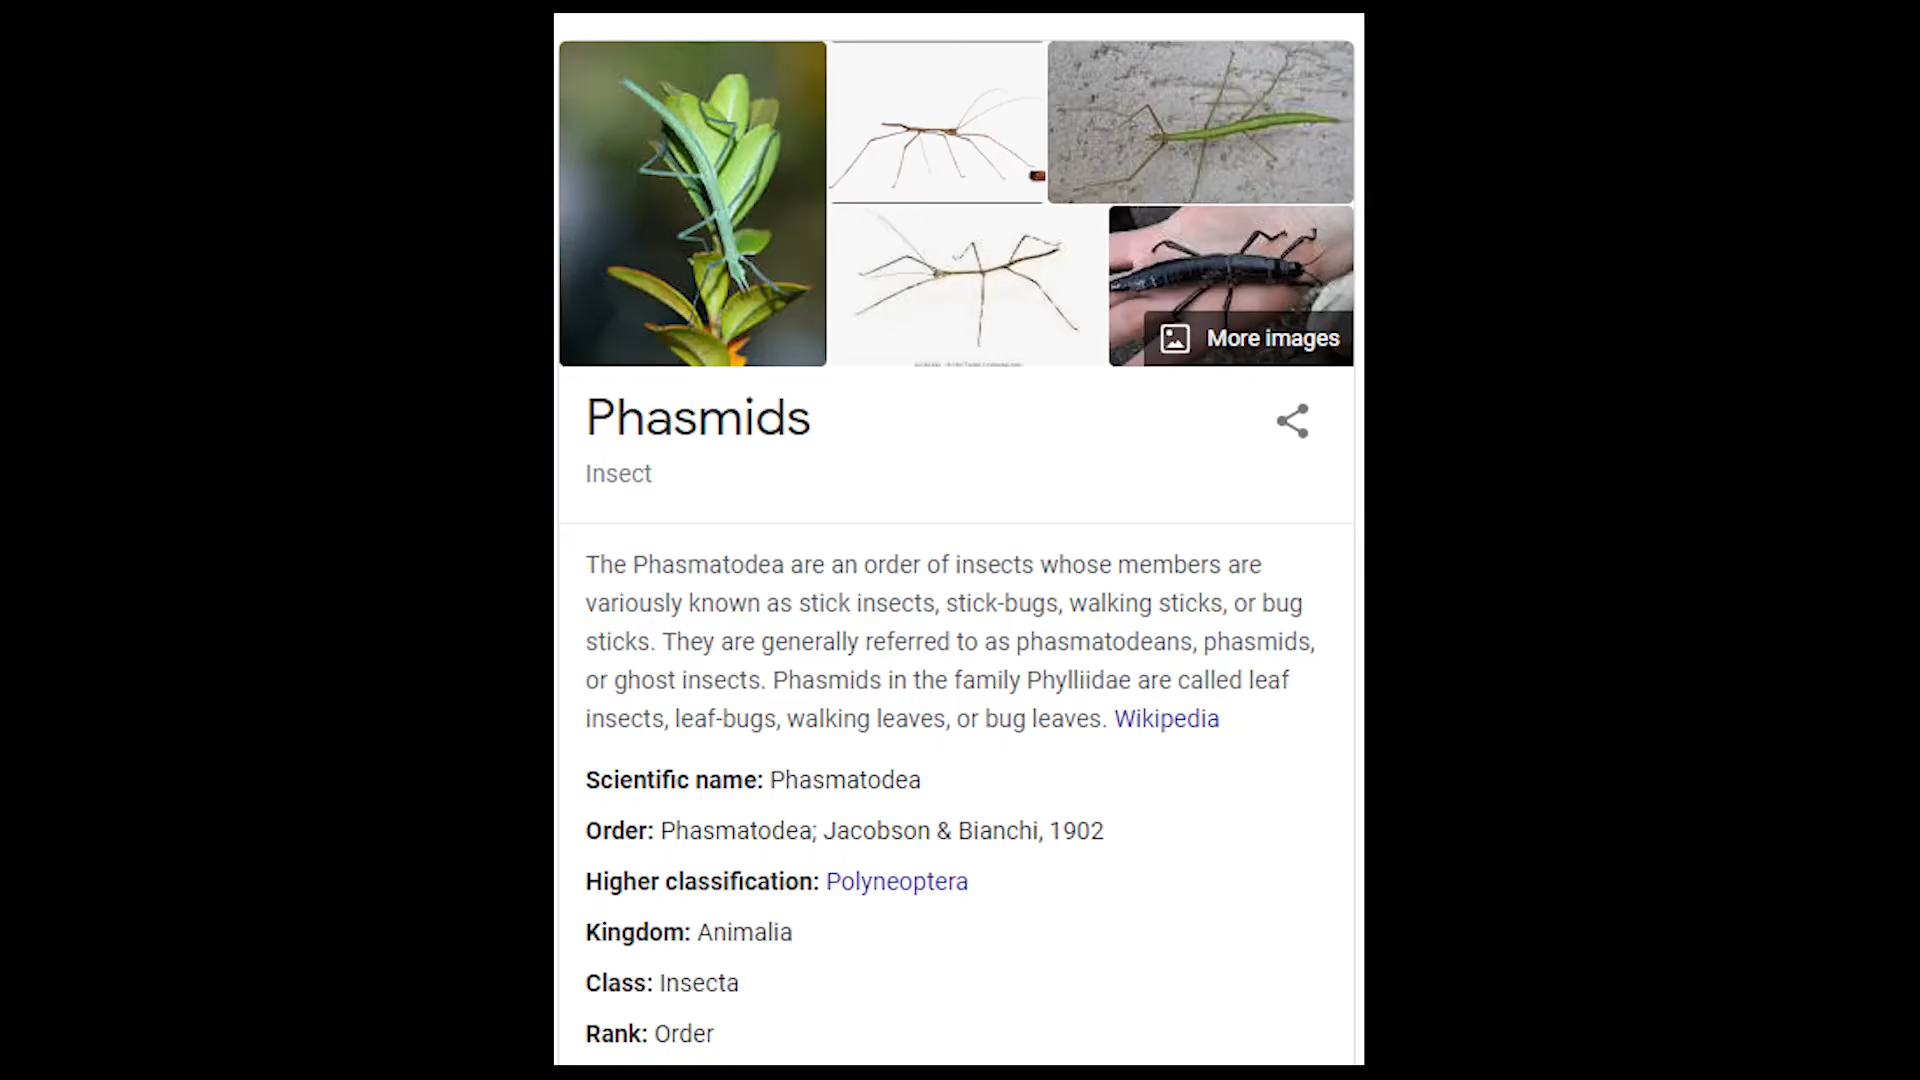 More images
Phasmids
Insect
The Phasmatodea are an order of insects whose members are
variously known as stick insects, stick-bugs, walking sticks, or bug
sticks. They are generally referred to as phasmatodeans, phasmids,
or ghost insects. Phasmids in the family Phylliidae are called leaf
insects, leaf-bugs, walking leaves, or bug leaves. Wikipedia
Scientific name: Phasmatodea
Order: Phasmatodea; Jacobson & Bianchi, 1902
Higher classification: Polyneoptera
Kingdom: Animalia
Class: Insecta
Rank: Order